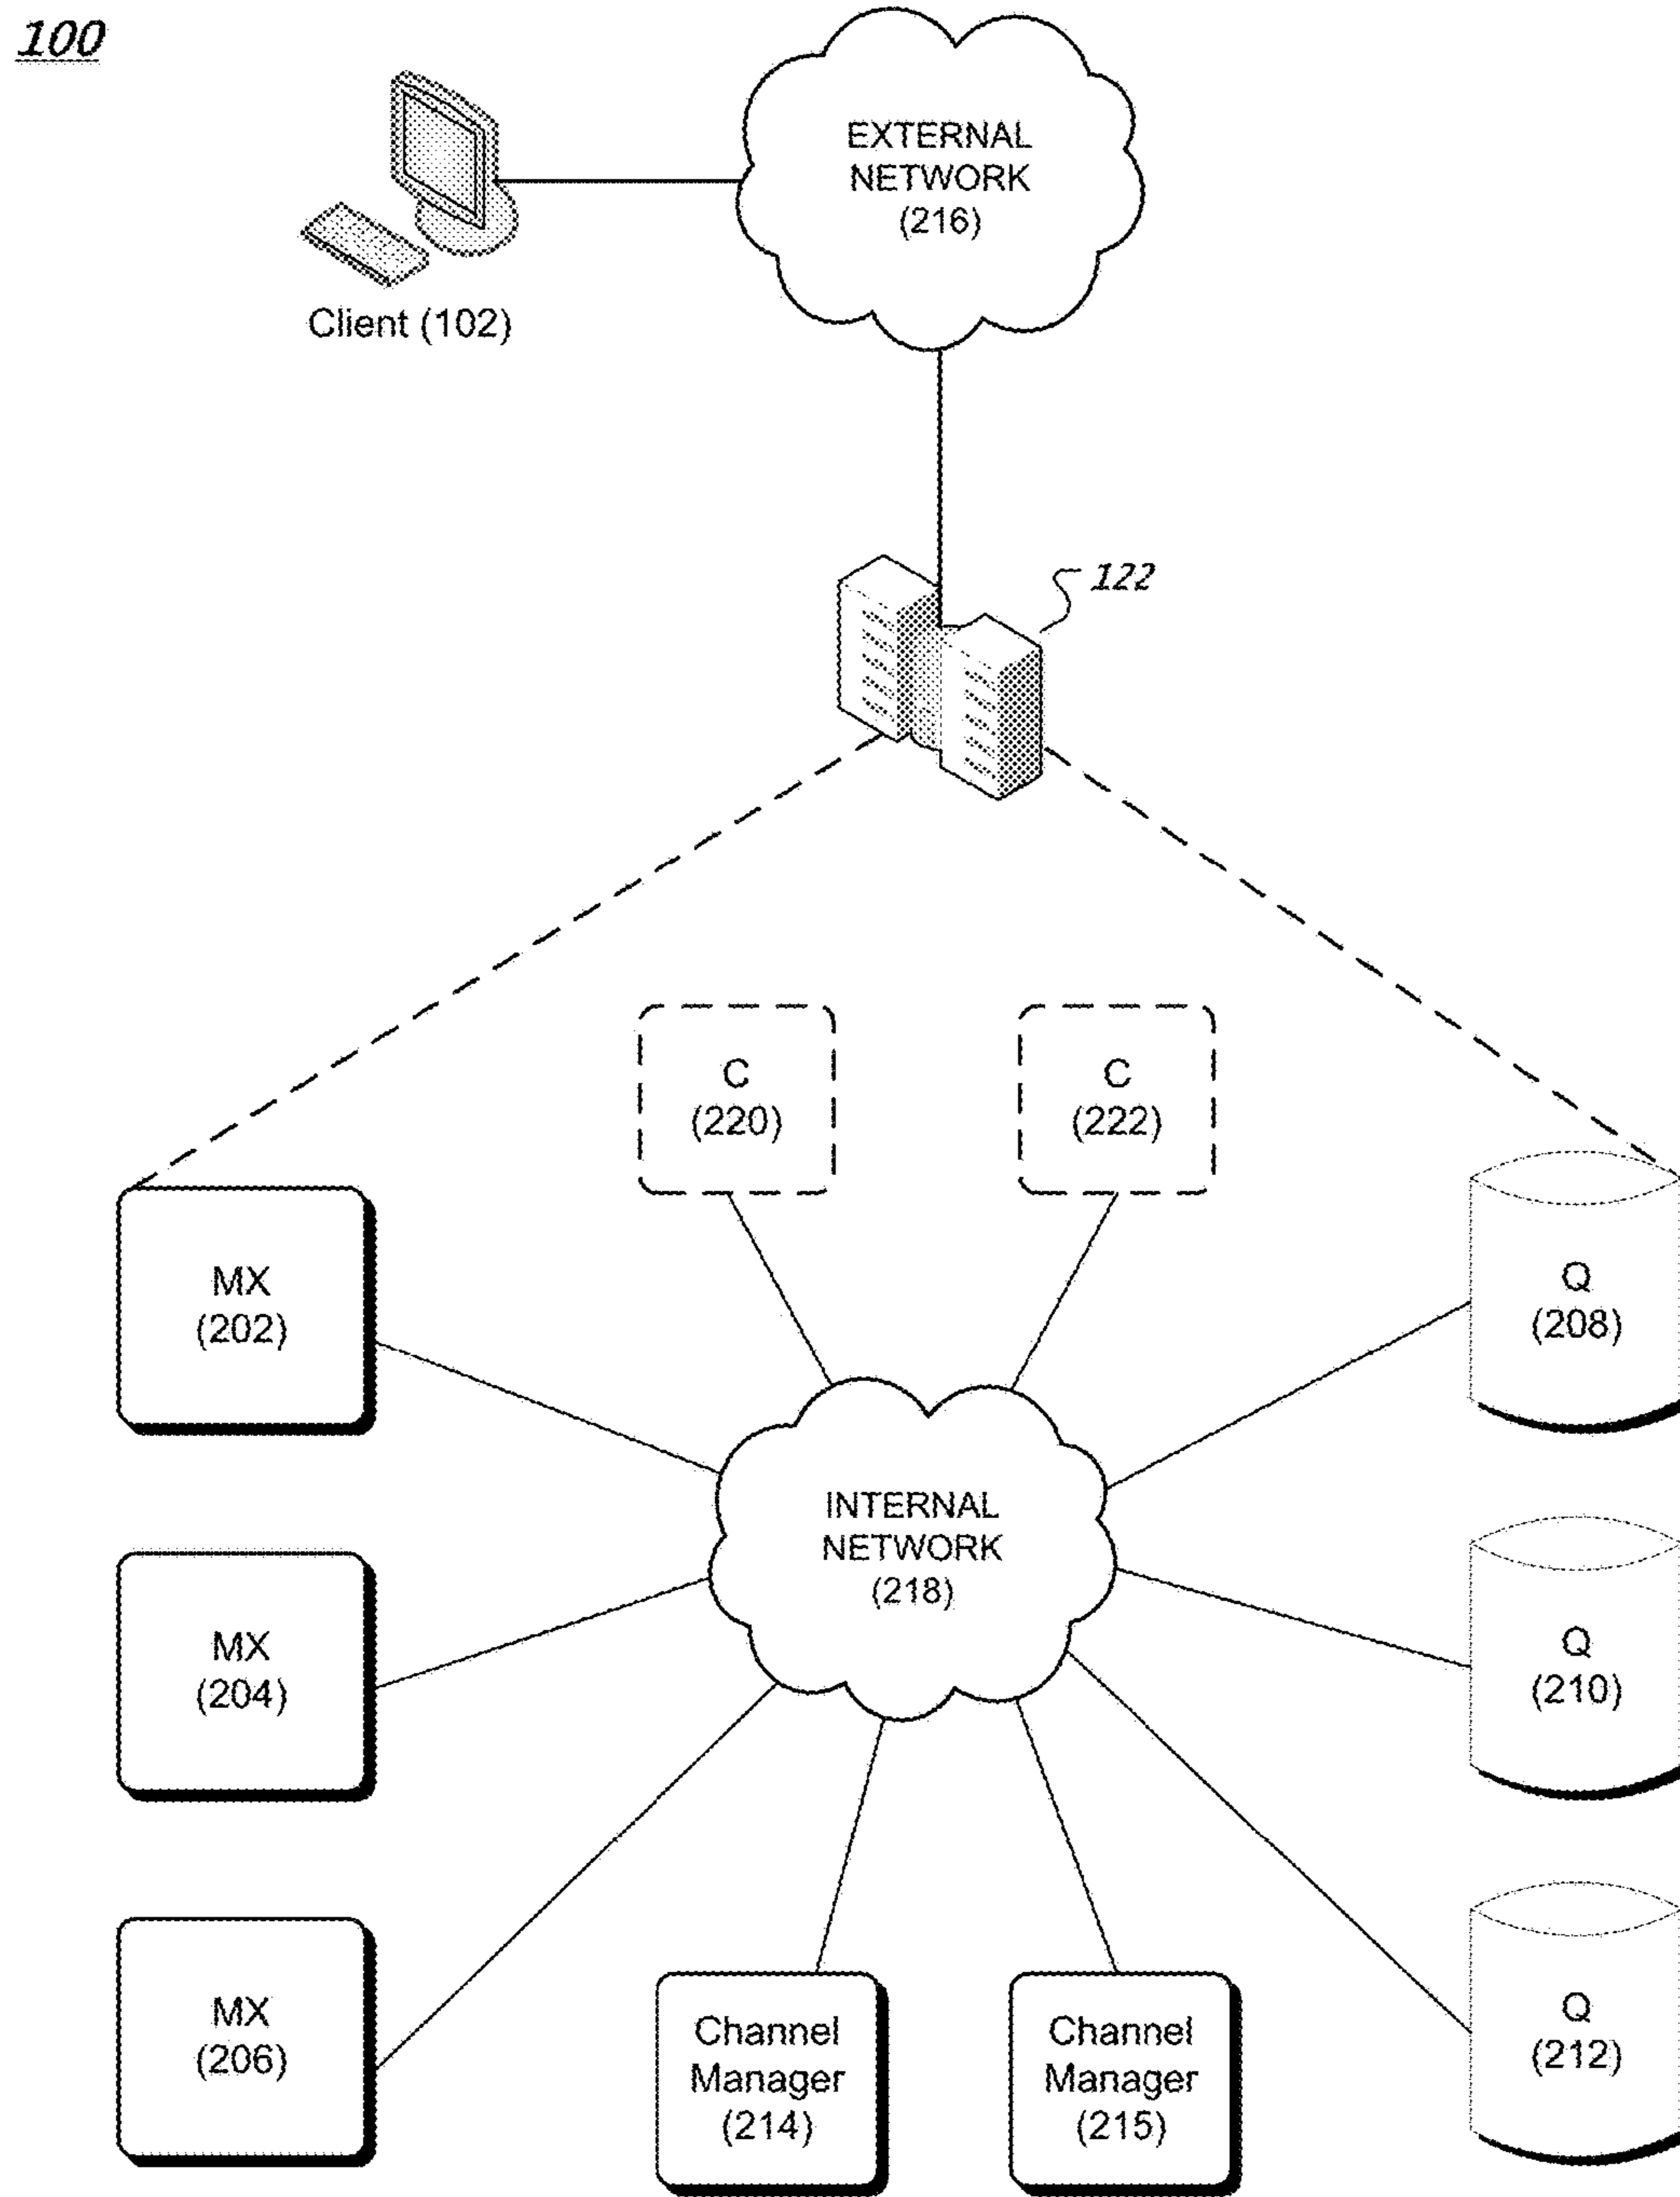 100
EXTERNAL
NETWORK
(216)
Client (102)
122
C
(220)
C
(222)
MX
(202)
Q
(208)
INTERNAL
NETWORK
(218)
MX
(204)
Q
(210)
MX
(206)
Channel
Manager
(214)
Channel
Manager
(215)
Q
(212)